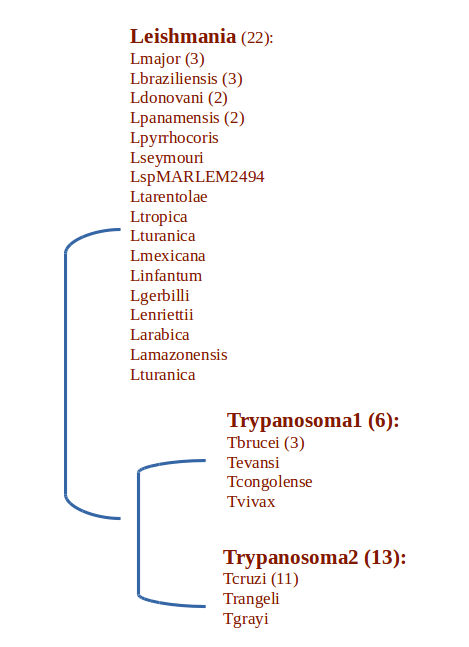 Leishmania (22):
Lmajor (3)
Lbraziliensis (3)
Ldonovani (2)
Lpanamensis (2)
Lpyrrhocoris
Lseymouri
LspMARLEM2494
Ltarentolae
Ltropica
Lturanica
Lmexicana
Linfantum
Lgerbilli
Lenriettii
Larabica
Lamazonensis
Lturanica
Trypanosoma1 (6):
Tbrucei (3)
Tevansi
Tcongolense
Tvivax
Trypanosoma2 (13):
Tcruzi (11)
Trangeli
Tgrayi